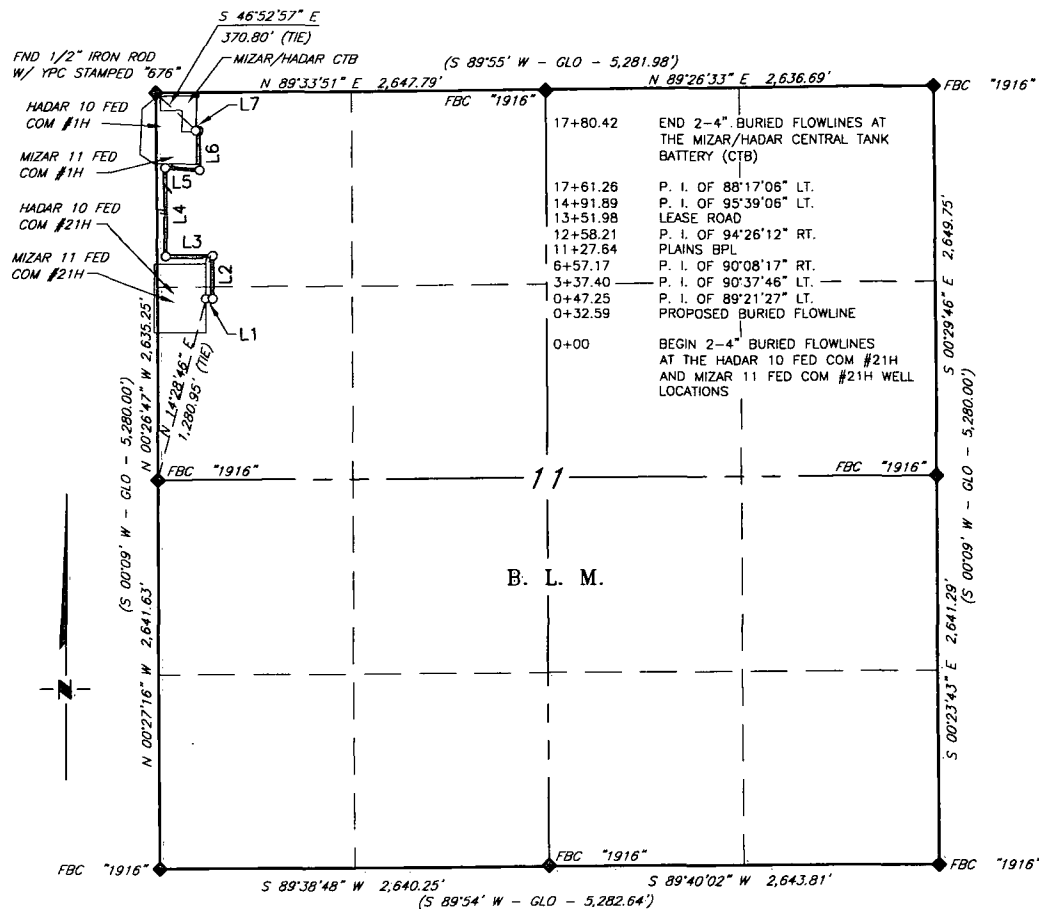 S 46°52'57" E
370.80' (TIE)
FND 1/2" IRON ROD
W/ YPC STAMPED "676"
MIZAR/HADAR CTB
(S 89°55' W - GLO - 5,281.98')
N 89°33'51" E 2,647.79'
N 89°26'33" E 2,636.69'
FBC "1916"
FBC "1916"
HADAR 10 FED
COM #1H
MIZAR 11 FED
COM #1H
HADAR 10 FED
COM #21H
MIZAR 11 FED
COM #21H
L7
L6
L5
L4
L3
L2
L1
17+80.42 END 2-4" BURIED FLOWLINES AT
THE MIZAR/HADAR CENTRAL TANK
BATTERY (CTB)
17+61.26 P. I. OF 88°17'06" LT.
14+91.89 P. I. OF 95°39'06" LT.
13+51.98 LEASE ROAD
12+58.21 P. I. OF 94°26'12" RT.
11+27.64 PLAINS BPL
6+57.17 P. I. OF 90°08'17" RT.
3+37.40 P. I. OF 90°37'46" LT.
0+47.25 P. I. OF 89°21'27" LT.
0+32.59 PROPOSED BURIED FLOWLINE
0+00 BEGIN 2-4" BURIED FLOWLINES
AT THE HADAR 10 FED COM #21H
AND MIZAR 11 FED COM #21H WELL
LOCATIONS
N 00°26'47" W 2,635.25'
N 14°28'46" E
1,280.95' (TIE)
S 00°29'46" E 2,649.75'
(S 00°09' W - GLO - 5,280.00')
(S 00°09' W - GLO - 5,280.00')
FBC "1916"
11
FBC "1916"
B. L. M.
N 00°27'16" W 2,641.63'
S 00°23'43" E 2,641.29'
N
FBC "1916"
FBC "1916"
FBC "1916"
S 89°38'48" W 2,640.25'
S 89°40'02" W 2,643.81'
(S 89°54' W - GLO - 5,282.64')